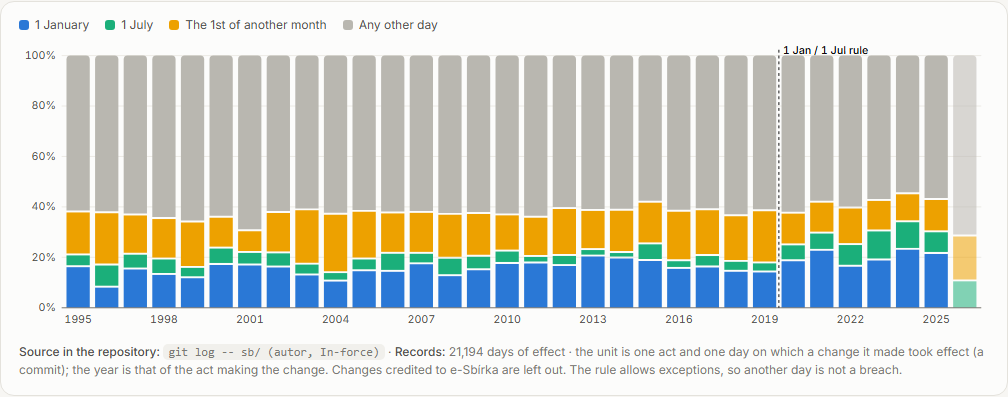 1 January 1 July The 1st of another month Any other day
1 Jan / 1 Jul rule
100%
80%
60%
40%
20%
0%
1995 1998 2001 2004 2007 2010 2013 2016 2019 2022 2025
Source in the repository: git log -- sb/ (autor, In-force) · Records: 21,194 days of effect · the unit is one act and one day on which a change it made took effect (a
commit); the year is that of the act making the change. Changes credited to e-Sbírka are left out. The rule allows exceptions, so another day is not a breach.